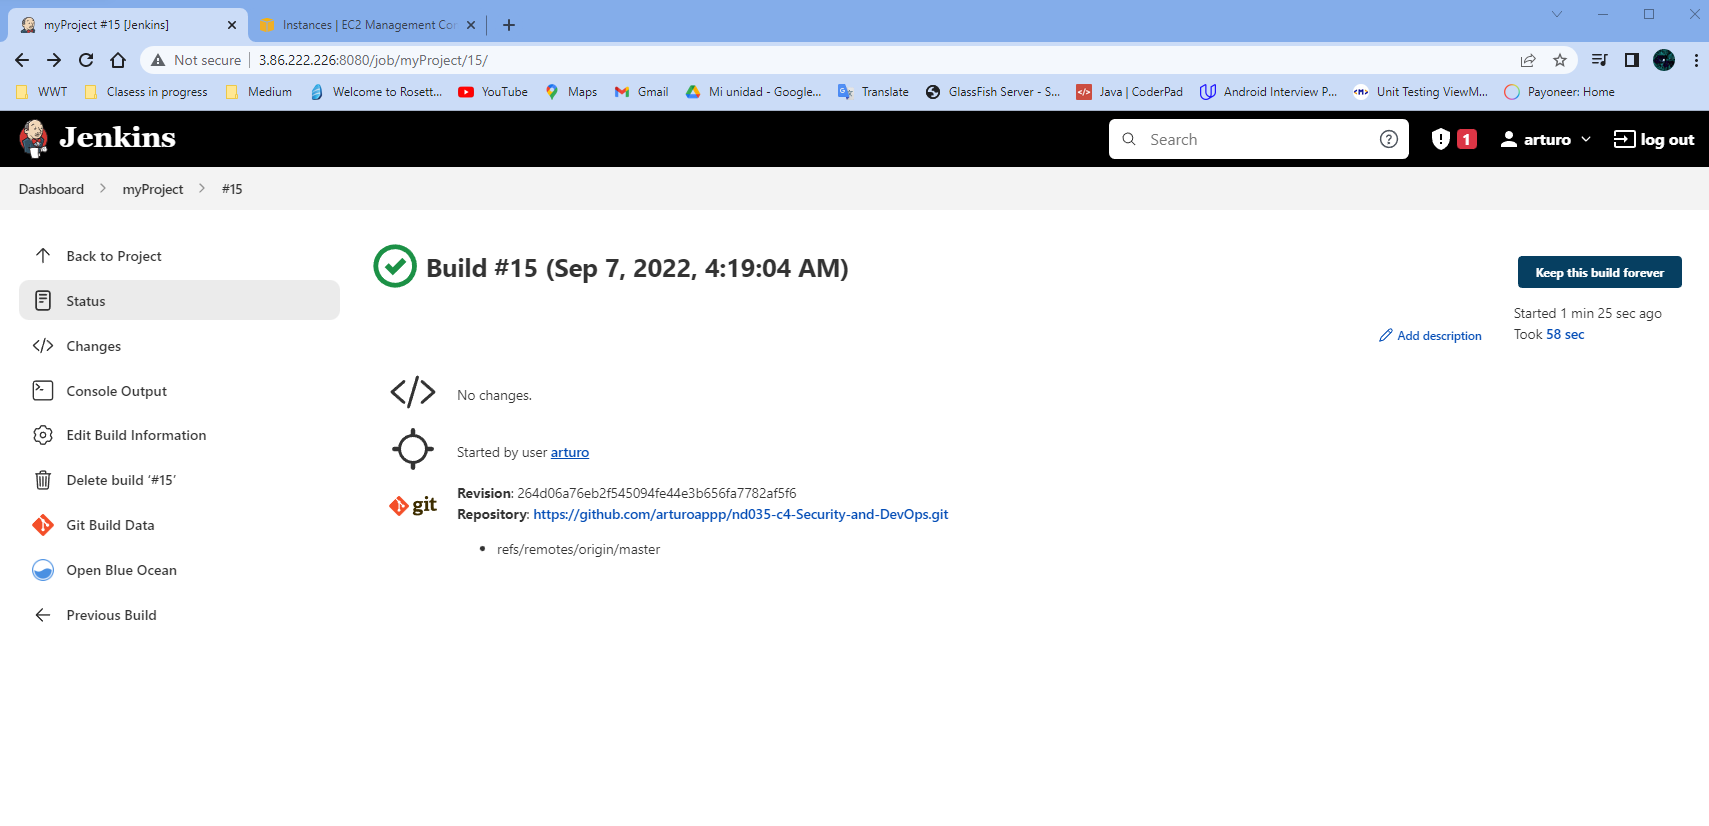 myProject #15 [Jenkins]
Instances | EC2 Management Con
Not secure
3.86.222.226:8080/job/myProject/15/
WWT
Clasess in progress
Medium
Welcome to Rosett...
YouTube
Maps
Gmail
Mi unidad - Google...
Translate
GlassFish Server - S...
Java | CoderPad
Android Interview P...
Unit Testing ViewM...
Payoneer: Home
Jenkins
Search
1
arturo
log out
Dashboard
myProject
#15
Back to Project
Status
Changes
Console Output
Edit Build Information
Delete build ‘#15’
Git Build Data
Open Blue Ocean
Previous Build
Build #15 (Sep 7, 2022, 4:19:04 AM)
Keep this build forever
Started 1 min 25 sec ago
Took 58 sec
Add description
No changes.
Started by user arturo
git
Revision: 264d06a76eb2f545094fe44e3b656fa7782af5f6
Repository: https://github.com/arturoappp/nd035-c4-Security-and-DevOps.git
• refs/remotes/origin/master